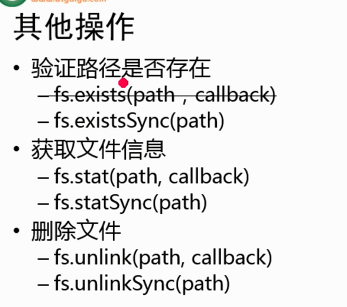 其他操作
• 验证路径是否存在
– fs.exists(path , callback)
– fs.existsSync(path)
• 获取文件信息
– fs.stat(path, callback)
– fs.statSync(path)
• 删除文件
– fs.unlink(path, callback)
– fs.unlinkSync(path)